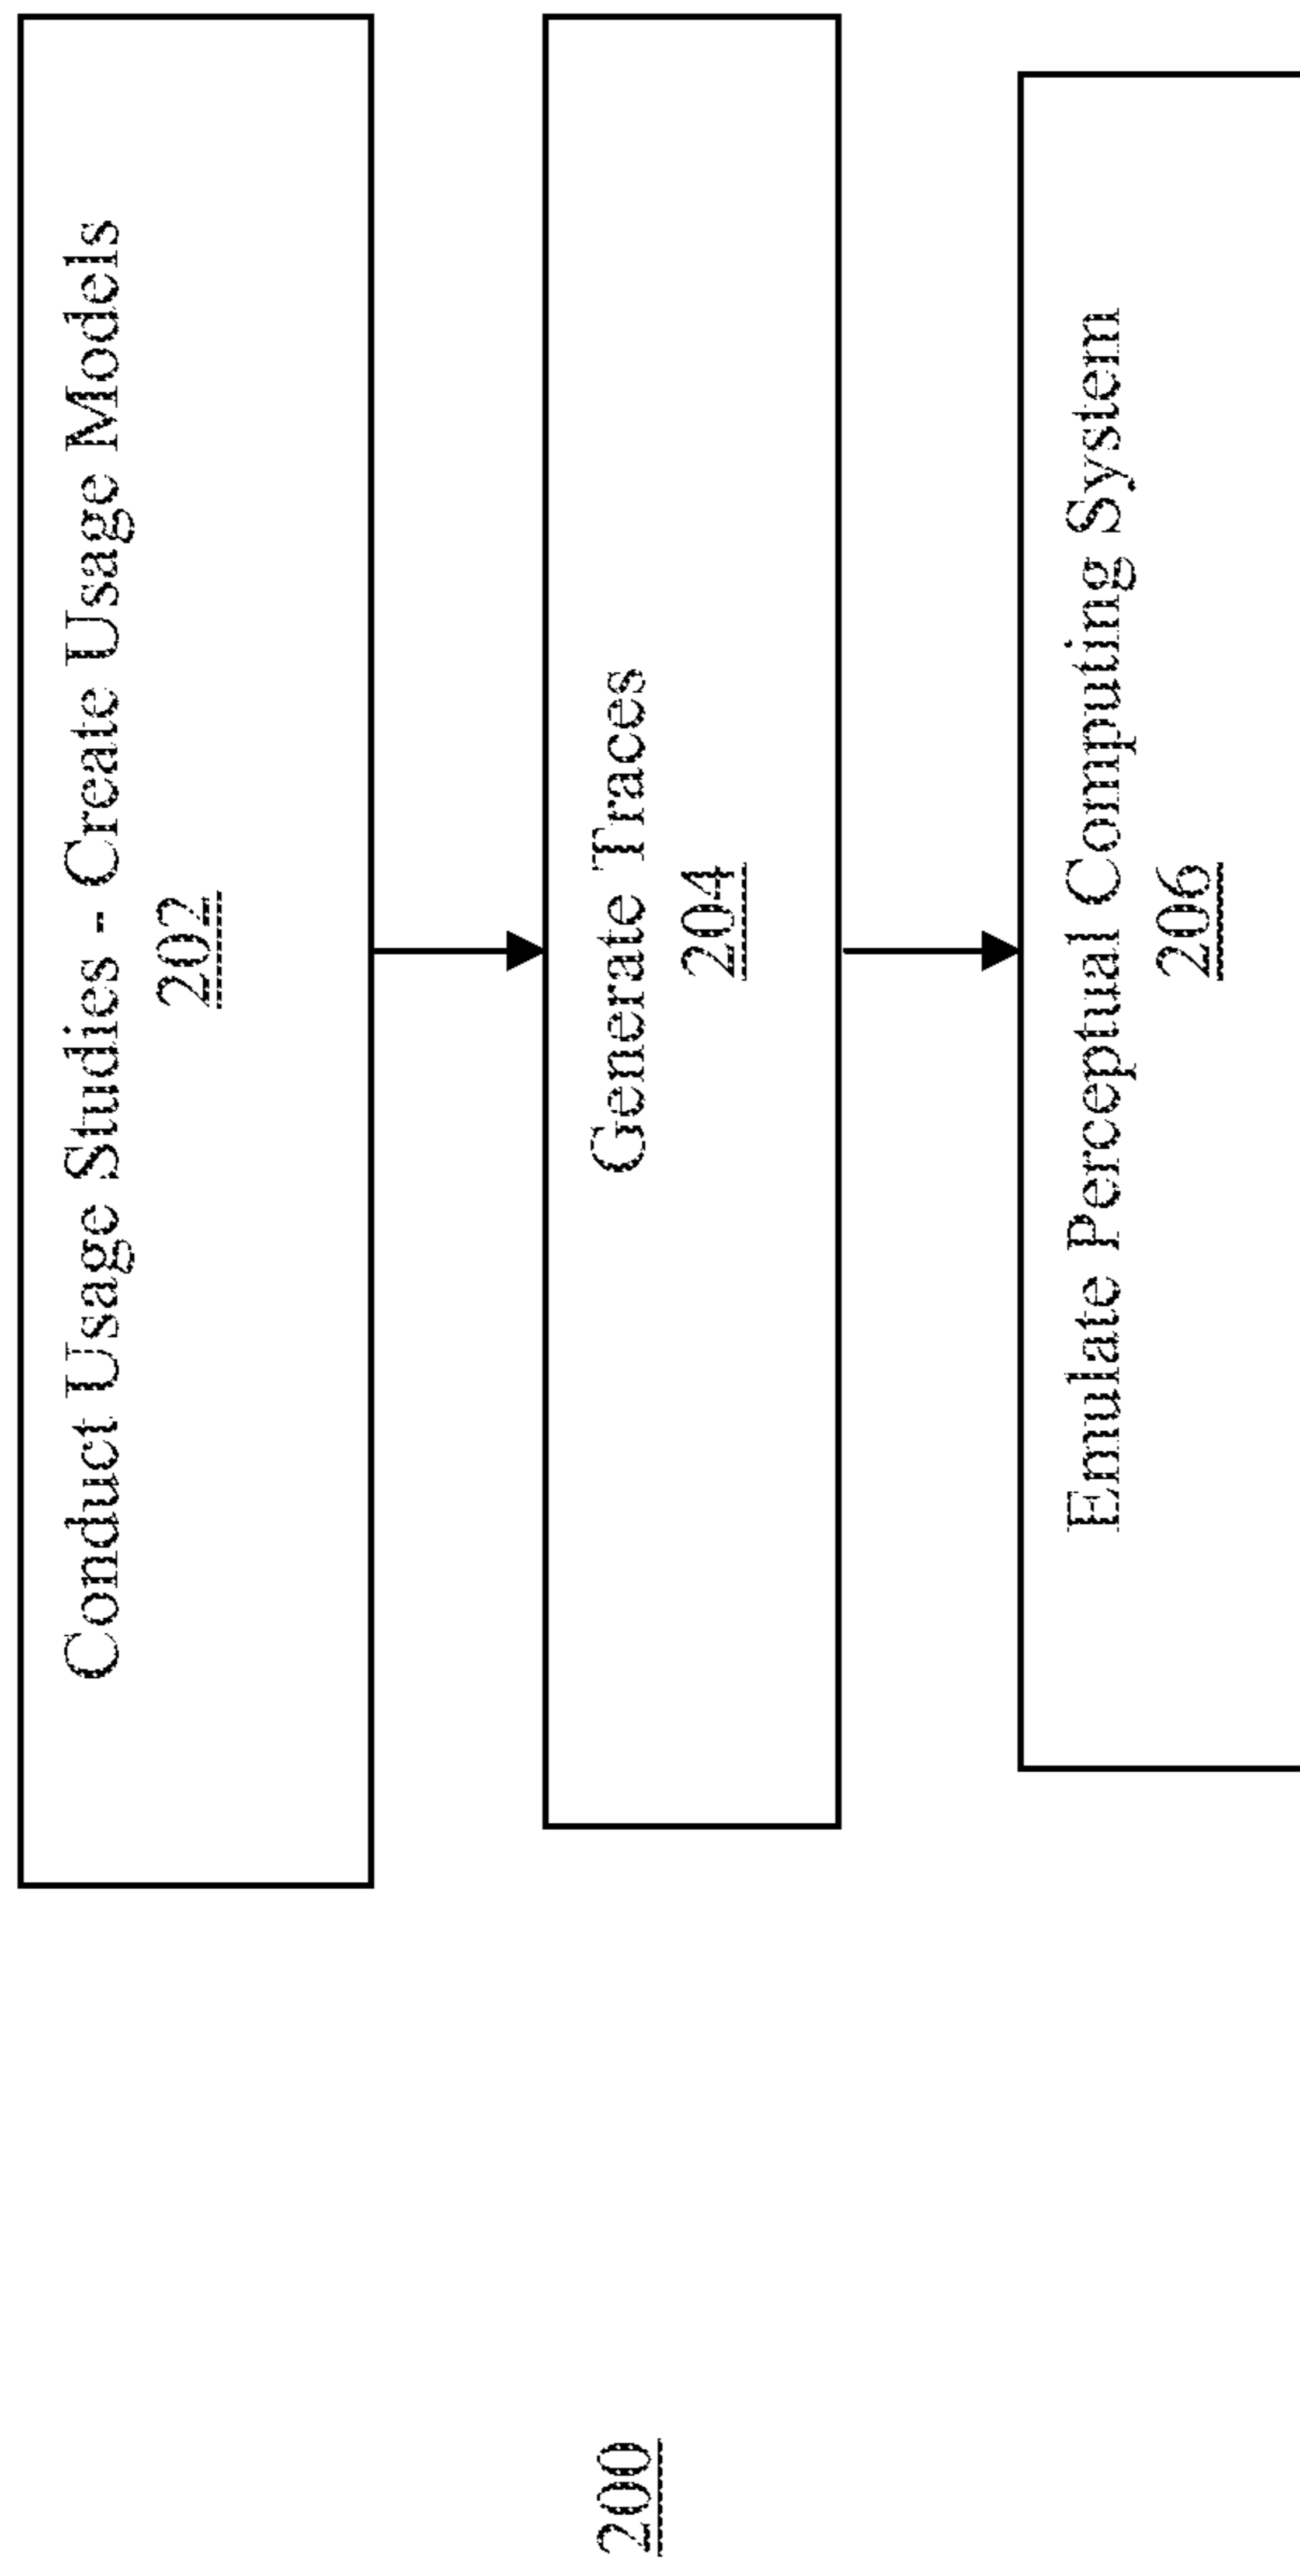 Conduct Usage Studies - Create Usage Models
202
Generate Traces
204
Emulate Perceptual Computing System
206
200